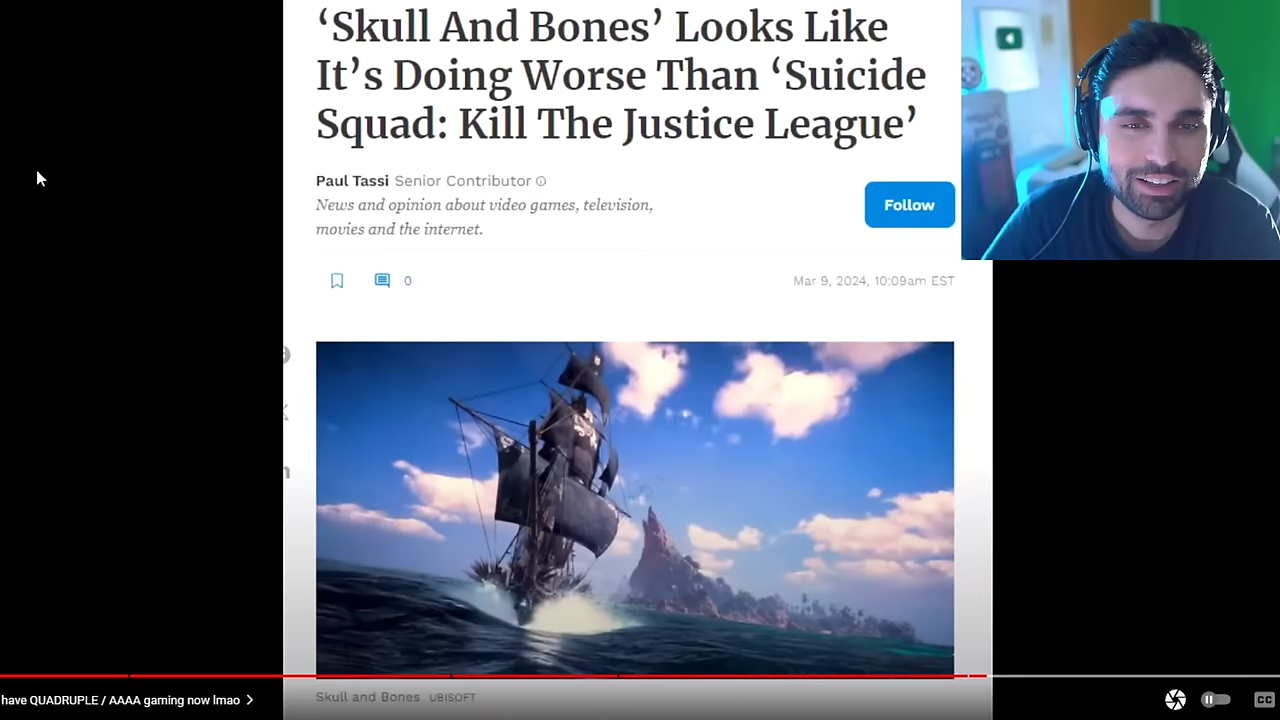 ‘Skull And Bones’ Looks Like
It’s Doing Worse Than ‘Suicide
Squad: Kill The Justice League’
Paul Tassi Senior Contributor
News and opinion about video games, television,
movies and the internet.
Follow
0
Mar 9, 2024, 10:09am EST
Skull and Bones UBISOFT
have QUADRUPLE / AAAA gaming now lmao
CC